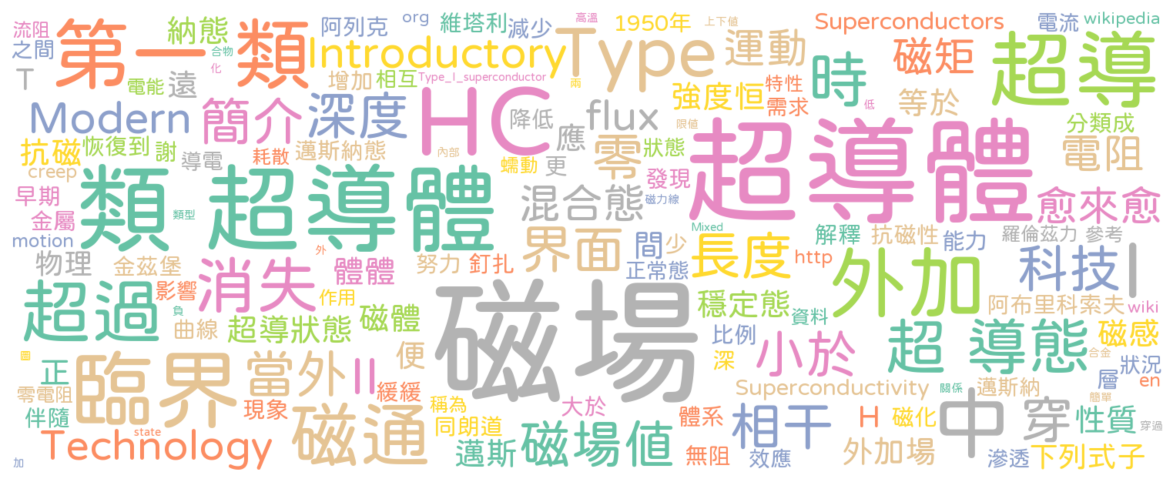 流阻 第一類 納態 阿列克 org 維塔利 減少 高溫 1950年 上下值 Superconductors 電流 wikipedia
之間 合物 Introductory Type 運動 時 磁矩 超導
T 化 電能 遠 增加 相互 Type_I_superconductor 兩 強度恒 特性 需求 等於 低
Modern 簡介 深度 HC 降低 應 flux 限值 分類成
抗磁 恢復到 謝 導電 耗散 邁斯納態 內部 蠕動 更 零 狀態 超導體 電阻
creep 早期 金屬 類 類型 超導體 混合態 發現 磁力線 愈來愈
motion 外 界面 間 少 Mixed 長度 解釋 抗磁性 能力 羅倫茲力 參考
物理 金茲堡 影響 消失 體體 努力 釘扎 正常態 http 外加 科技 I
超過 曲線 負 作用 超導狀態 磁體 磁場 穩定態 資料 阿布里科索夫 wiki
圖 正 臨界 當外 II 便 比例 深 小於 超 導態 合金 磁感 狀況
零電阻 伴隨 現象 緩緩 稱為 大於 Superconductivity 關係 邁斯納 層 簡單 en
Technology state 磁通 同朗道 邁斯 磁場值 體系 無阻 相干 H 磁化 中 穿 性質 穿過
加 效應 外加場 滲透 下列式子